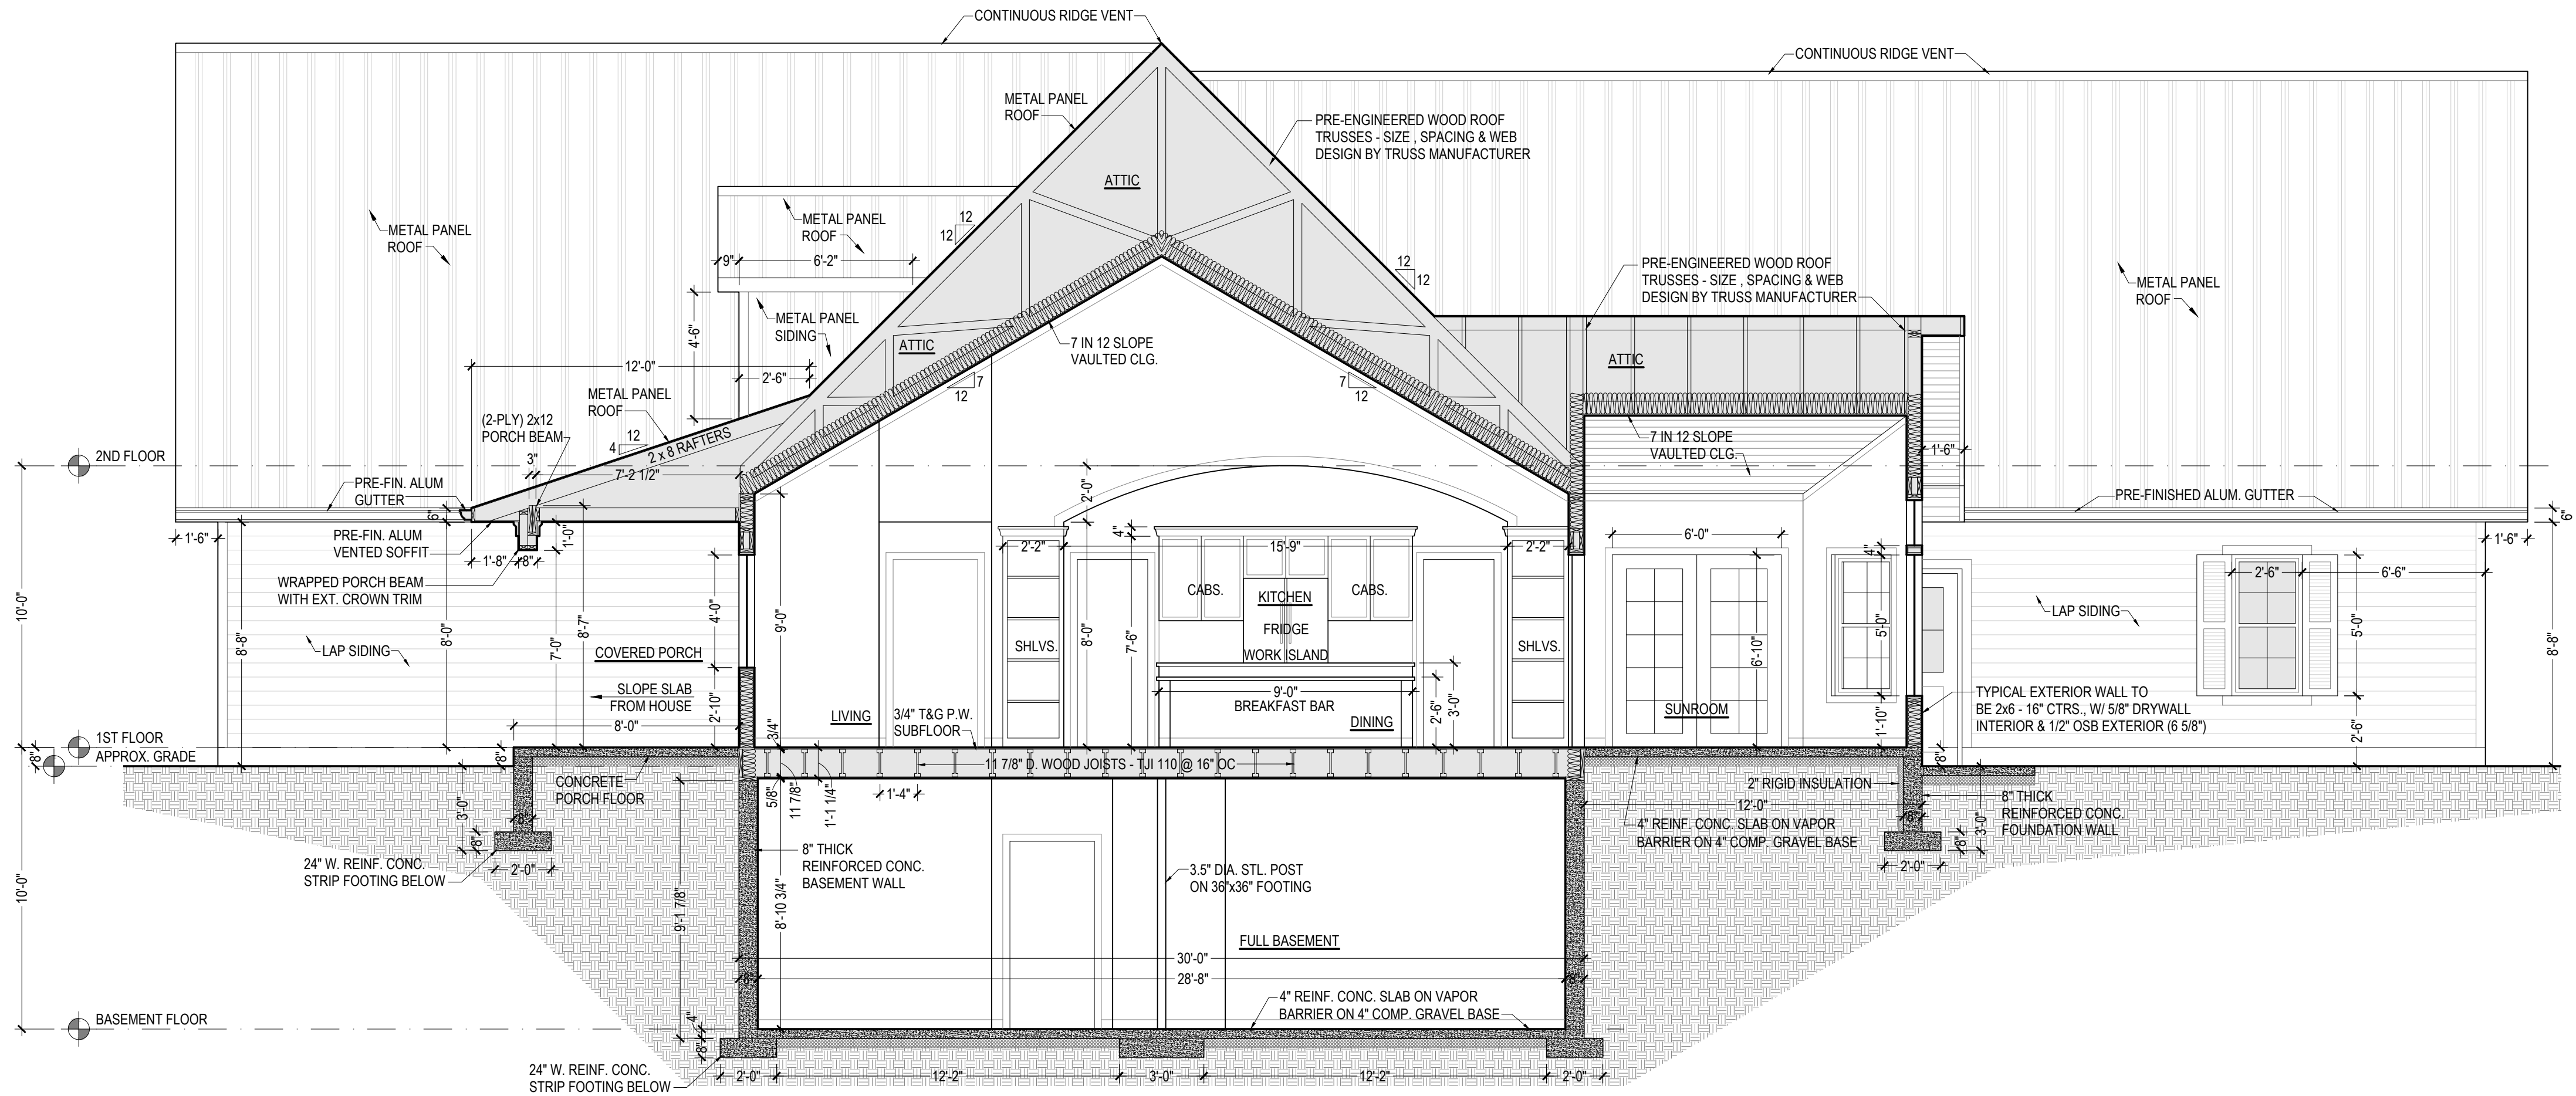 CONTINUOUS RIDGE VENT
CONTINUOUS RIDGE VENT
METAL PANEL
ROOF
PRE-ENGINEERED WOOD ROOF
TRUSSES - SIZE , SPACING & WEB
DESIGN BY TRUSS MANUFACTURER
ATTIC
METAL PANEL
ROOF
METAL PANEL
ROOF
12
12
9"
6'-2"
12
12
PRE-ENGINEERED WOOD ROOF
TRUSSES - SIZE , SPACING & WEB
DESIGN BY TRUSS MANUFACTURER
METAL PANEL
ROOF
METAL PANEL
SIDING
4'-6"
ATTIC
7 IN 12 SLOPE
VAULTED CLG.
ATTIC
12'-0"
2'-6"
7
12
7
12
METAL PANEL
ROOF
(2-PLY) 2x12
PORCH BEAM
12
4
2 x 8 RAFTERS
7 IN 12 SLOPE
VAULTED CLG.
1'-6"
2ND FLOOR
3"
7'-2 1/2"
PRE-FIN. ALUM
GUTTER
6"
2'-0"
PRE-FINISHED ALUM. GUTTER
6"
1'-6"
PRE-FIN. ALUM
VENTED SOFFIT
1'-0"
1'-8"
8"
4"
2'-2"
15'-9"
2'-2"
6'-0"
4"
1'-6"
WRAPPED PORCH BEAM
WITH EXT. CROWN TRIM
CABS.
KITCHEN
CABS.
FRIDGE
WORK ISLAND
SHLVS.
SHLVS.
2'-6"
6'-6"
10'-0"
8'-8"
8'-0"
7'-0"
8'-7"
4'-0"
9'-0"
8'-0"
7'-6"
6'-10"
5'-0"
5'-0"
8'-8"
LAP SIDING
COVERED PORCH
SLOPE SLAB
FROM HOUSE
2'-10"
8'-0"
LIVING
3/4" T&G P.W.
SUBFLOOR
9'-0"
BREAKFAST BAR
DINING
2'-6"
3'-0"
SUNROOM
1'-10"
LAP SIDING
TYPICAL EXTERIOR WALL TO
BE 2x6 - 16" CTRS., W/ 5/8" DRYWALL
INTERIOR & 1/2" OSB EXTERIOR (6 5/8")
2'-6"
1ST FLOOR
APPROX. GRADE
8"
8"
3/4"
8"
11 7/8" D. WOOD JOISTS - TJI 110 @ 16" OC
CONCRETE
PORCH FLOOR
5/8"
11 7/8"
1'-1 1/4"
1'-4"
2" RIGID INSULATION
12'-0"
8"
8" THICK
REINFORCED CONC.
FOUNDATION WALL
3'-0"
8"
8"
2'-0"
4" REINF. CONC. SLAB ON VAPOR
BARRIER ON 4" COMP. GRAVEL BASE
3'-0"
8"
2'-0"
24" W. REINF. CONC.
STRIP FOOTING BELOW
8" THICK
REINFORCED CONC.
BASEMENT WALL
3.5" DIA. STL. POST
ON 36"x36" FOOTING
10'-0"
9'-1 7/8"
8'-10 3/4"
FULL BASEMENT
30'-0"
8"
28'-8"
8"
4" REINF. CONC. SLAB ON VAPOR
BARRIER ON 4" COMP. GRAVEL BASE
BASEMENT FLOOR
4"
8"
24" W. REINF. CONC.
STRIP FOOTING BELOW
2'-0"
12'-2"
3'-0"
12'-2"
2'-0"